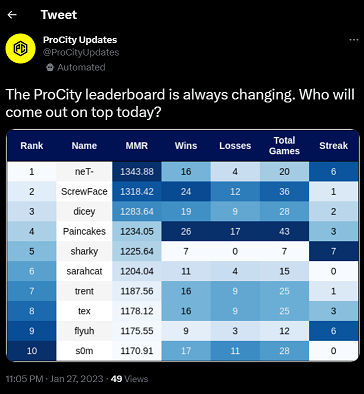 Tweet
ProCity Updates
@ProCityUpdates
Automated
The ProCity leaderboard is always changing. Who will
come out on top today?
Rank Name MMR Wins Losses Total Games Streak
1 neT- 1343.88 16 4 20 6
2 ScrewFace 1318.42 24 12 36 1
3 dicey 1283.64 19 9 28 2
4 Paincakes 1234.05 26 17 43 3
5 sharky 1225.64 7 0 7 7
6 sarahcat 1204.04 11 4 15 0
7 trent 1187.56 16 9 25 1
8 tex 1178.12 16 9 25 3
9 flyuh 1175.55 9 3 12 6
10 s0m 1170.91 17 11 28 0
11:05 PM · Jan 27, 2023 · 49 Views